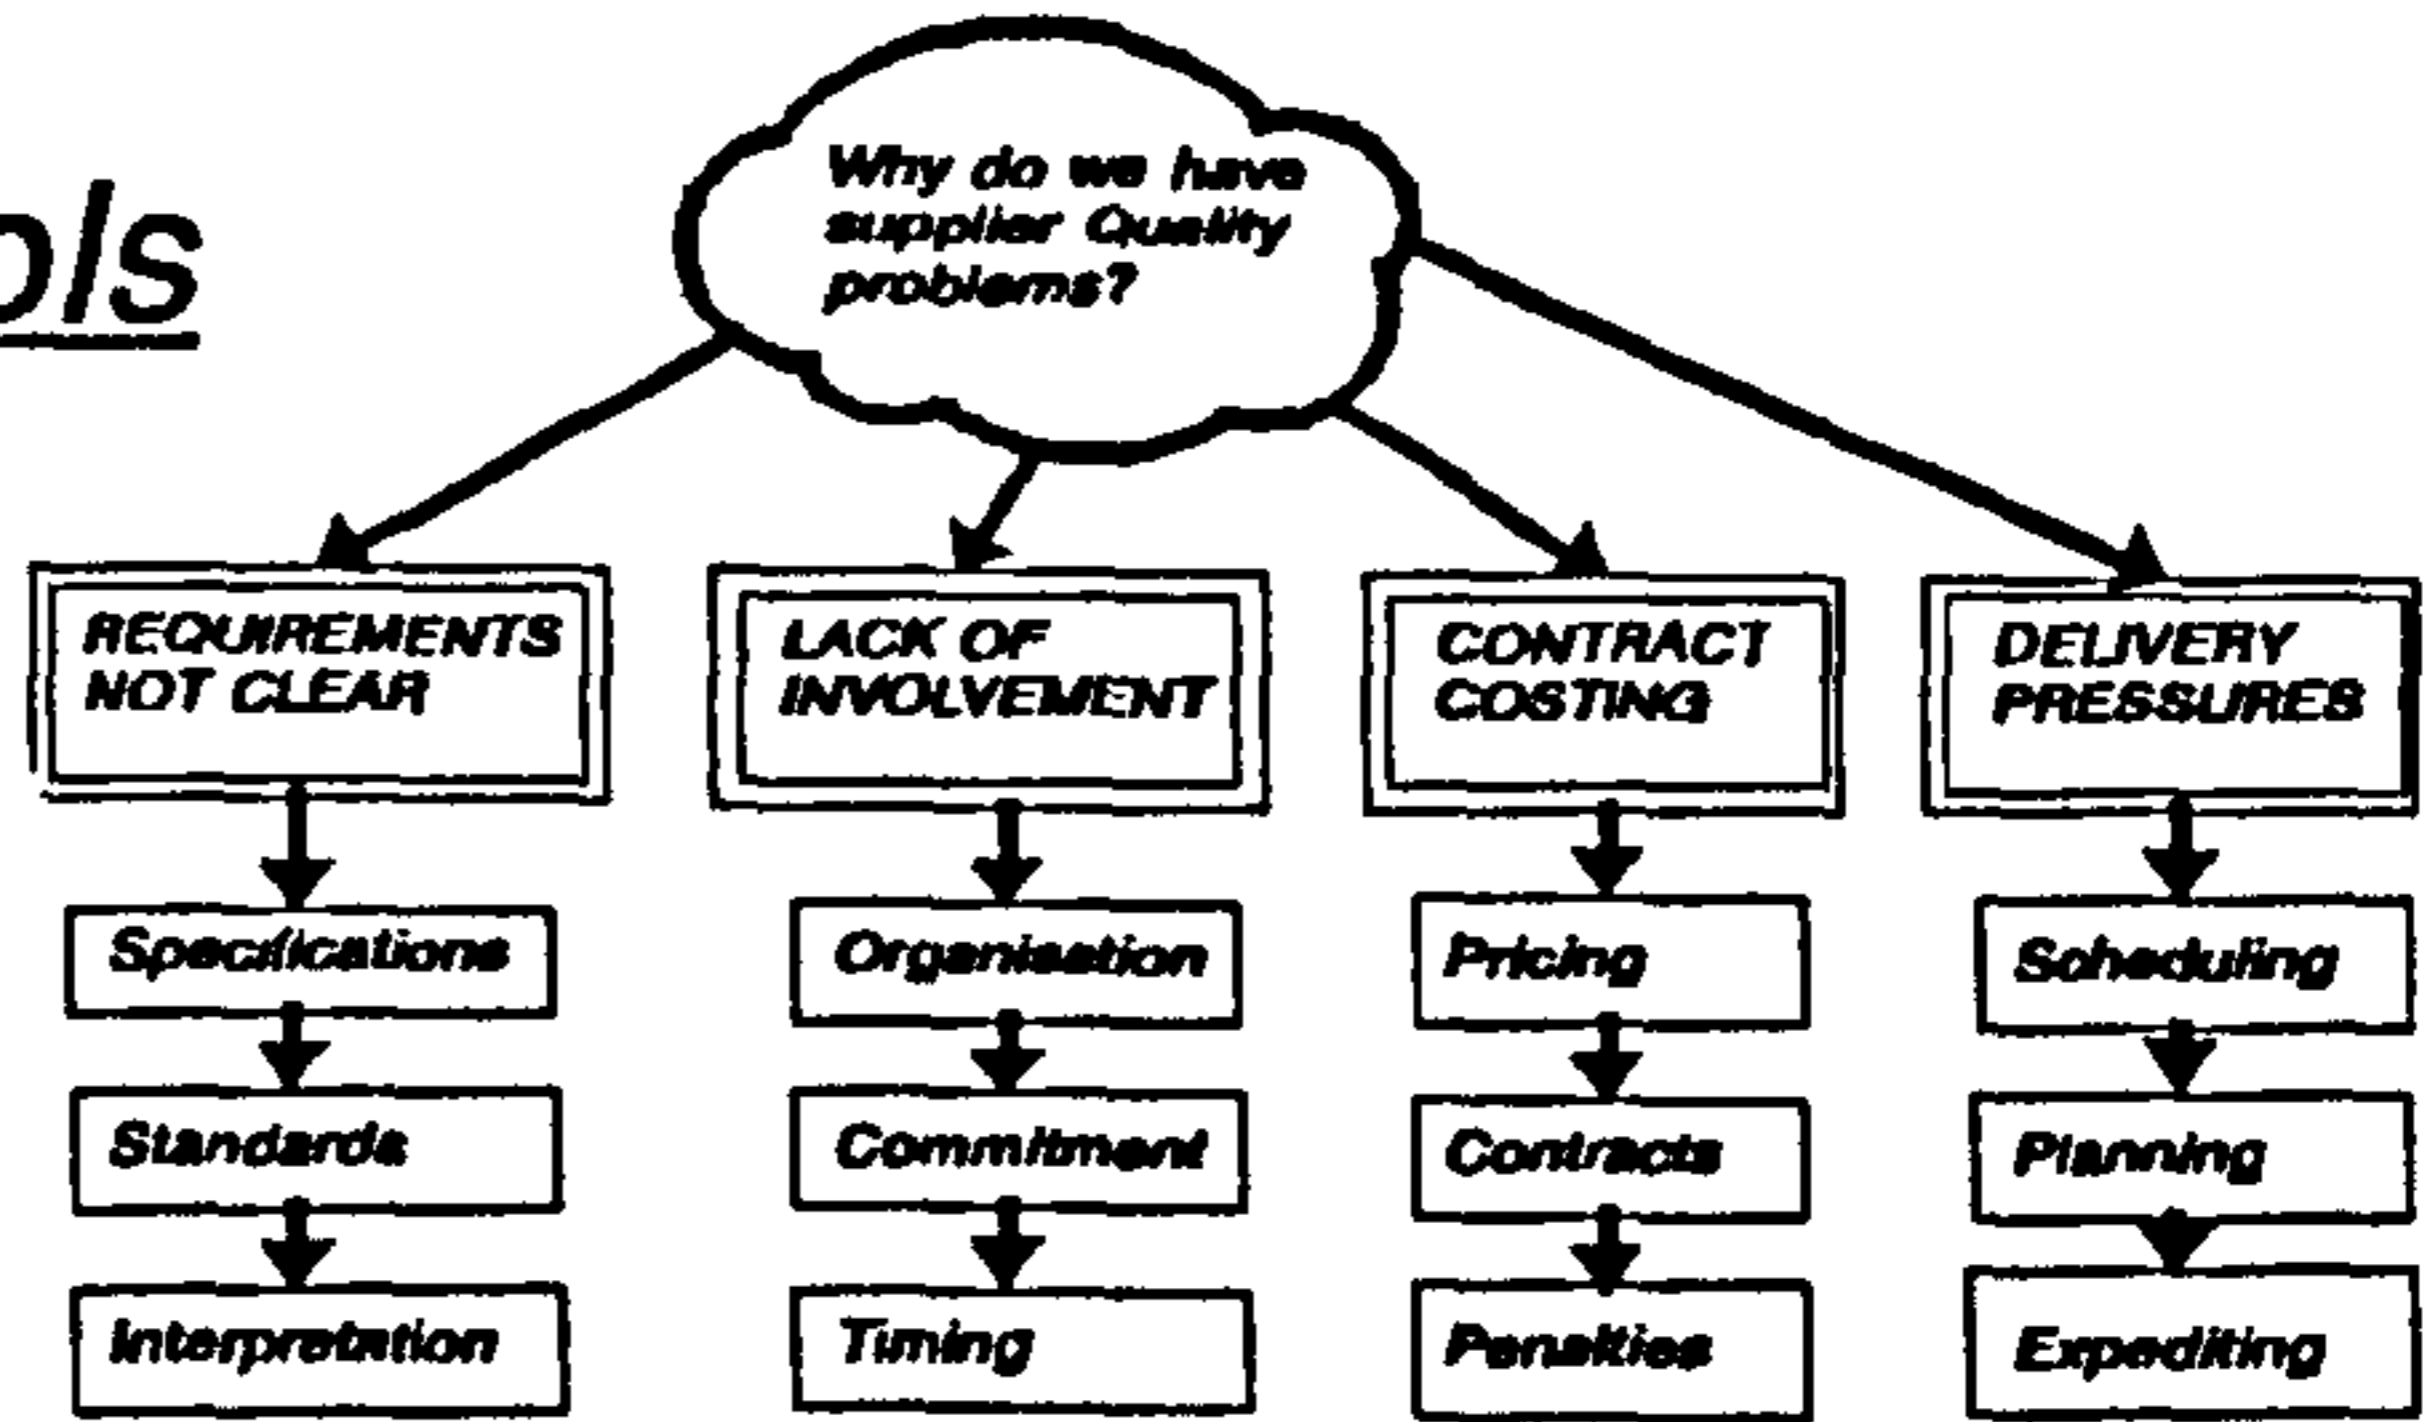 ols
Why do we have
supplier Quality
problems?
REQUIREMENTS
NOT CLEAR
LACK OF
INVOLVEMENT
CONTRACT
COSTING
DELIVERY
PRESSURES
Specifications
Organisation
Pricing
Scheduling
Standards
Commitment
Contracts
Planning
Interpretation
Timing
Penalties
Expediting